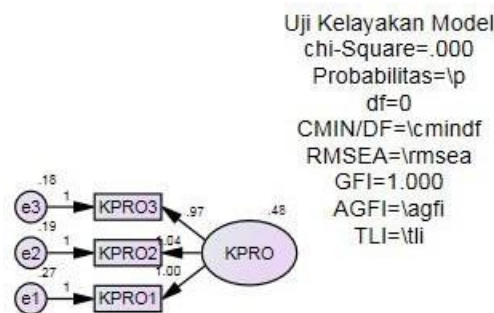 Uji Kelayakan Model
chi-Square=.000
Probabilitas=\p
df=0
CMIN/DF=\cmindf
RMSEA=\rmsea
GFI=1.000
AGFI=\agfi
TLI=\tli
.18
e3 1 KPRO3 .97 .48
.19
e2 1 KPRO2 1.04 KPRO
.27 1.00
e1 1 KPRO1